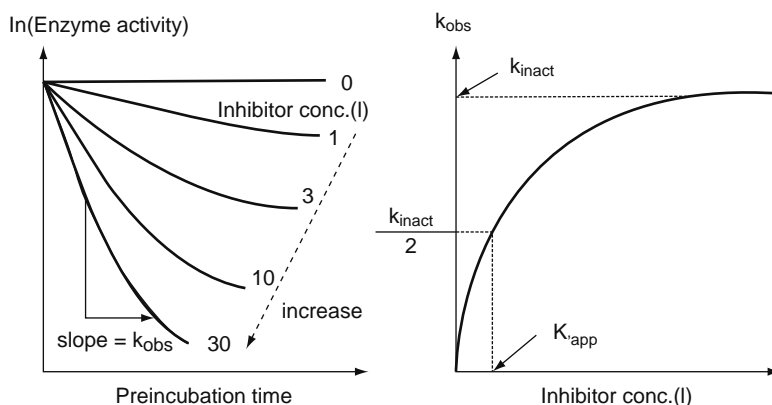 ln(Enzyme activity)
0
Inhibitor conc.(I)
1
3
10
increase
slope = kobs
30
Preincubation time
kobs
kinact
kinact
2
K'app
Inhibitor conc.(I)